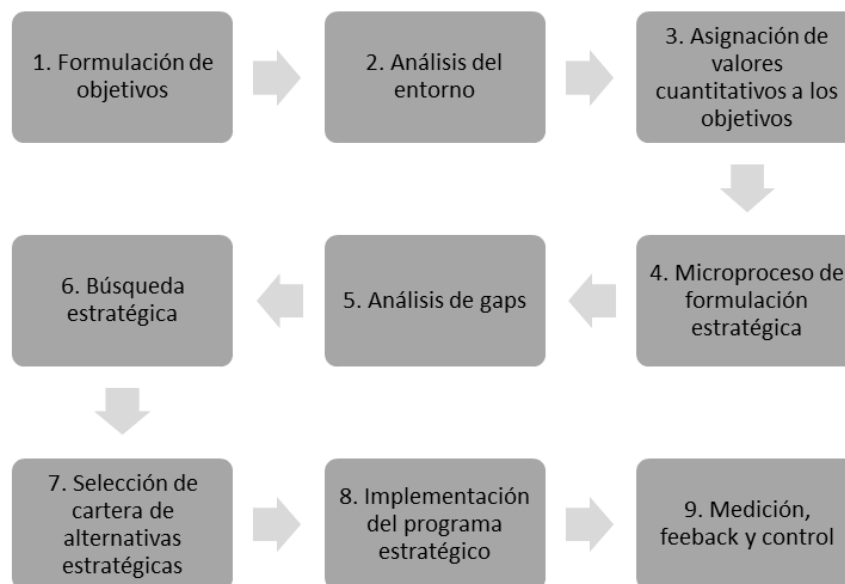 1. Formulación de
objetivos
2. Análisis del
entorno
3. Asignación de
valores
cuantitativos a los
objetivos
4. Microproceso de
formulación
estratégica
5. Análisis de gaps
6. Búsqueda
estratégica
7. Selección de
cartera de
alternativas
estratégicas
8. Implementación
del programa
estratégico
9. Medición,
feeback y control